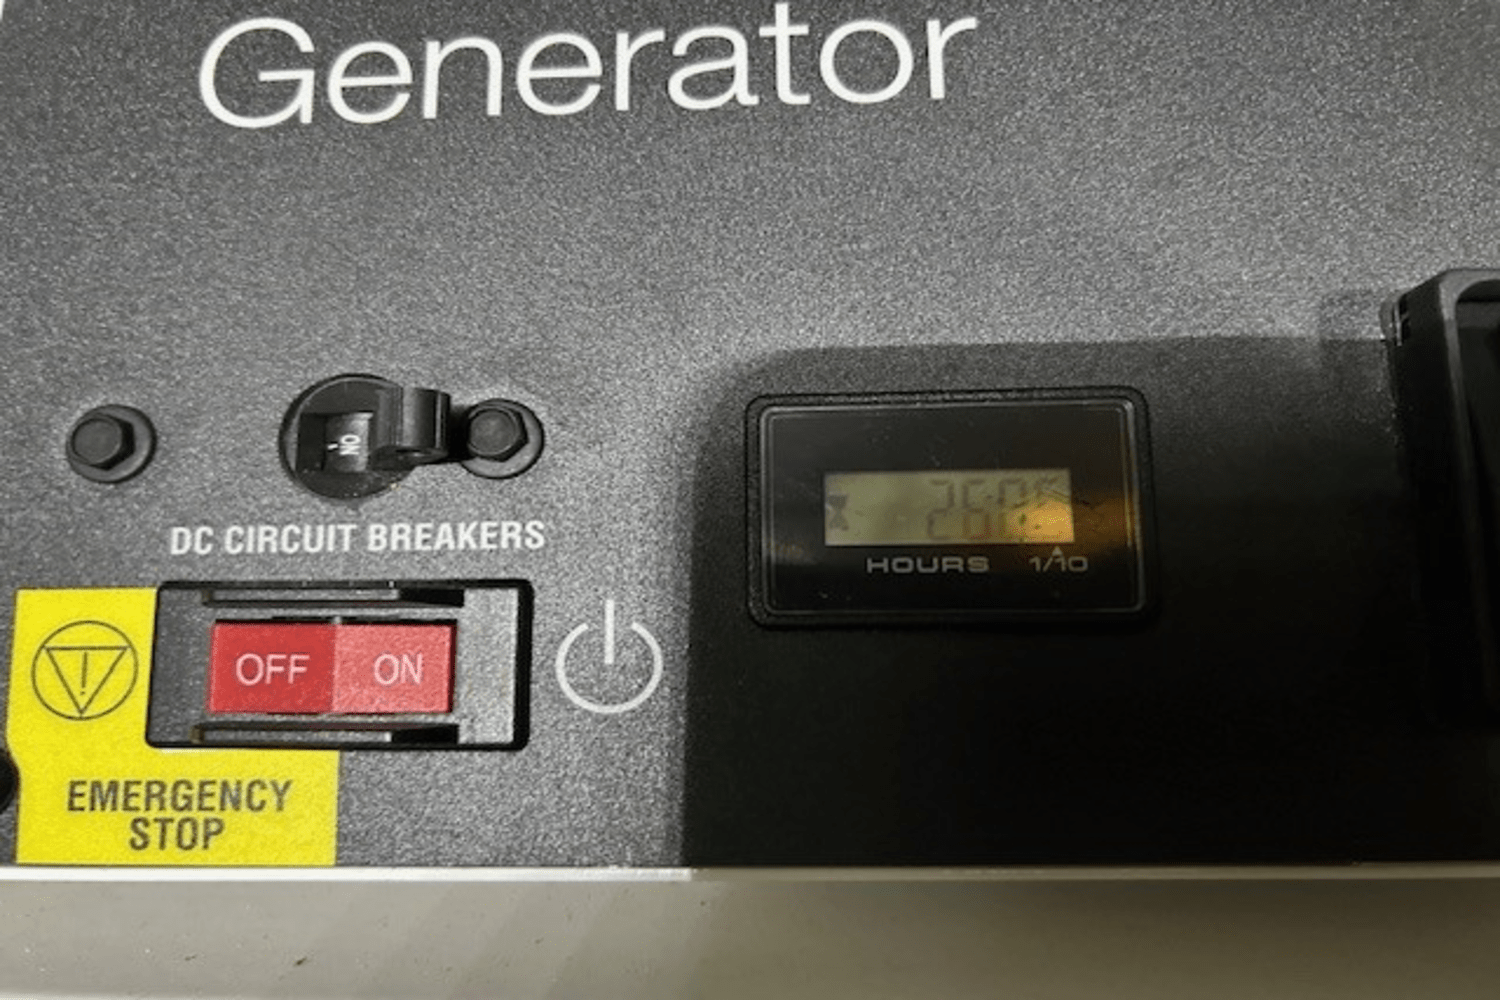 Generator
ON
DC CIRCUIT BREAKERS
HOURS 1/10
OFF ON
EMERGENCY
STOP